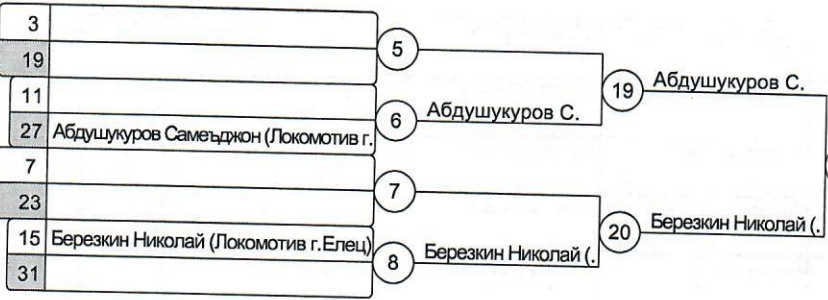 3
19
5
11
27 Абдушукуров Самеъджон (Локомотив г.
6 Абдушукуров С.
19 Абдушукуров С.
7
23
7
15 Березкин Николай (Локомотив г.Елец)
31
8 Березкин Николай (.
20 Березкин Николай (.